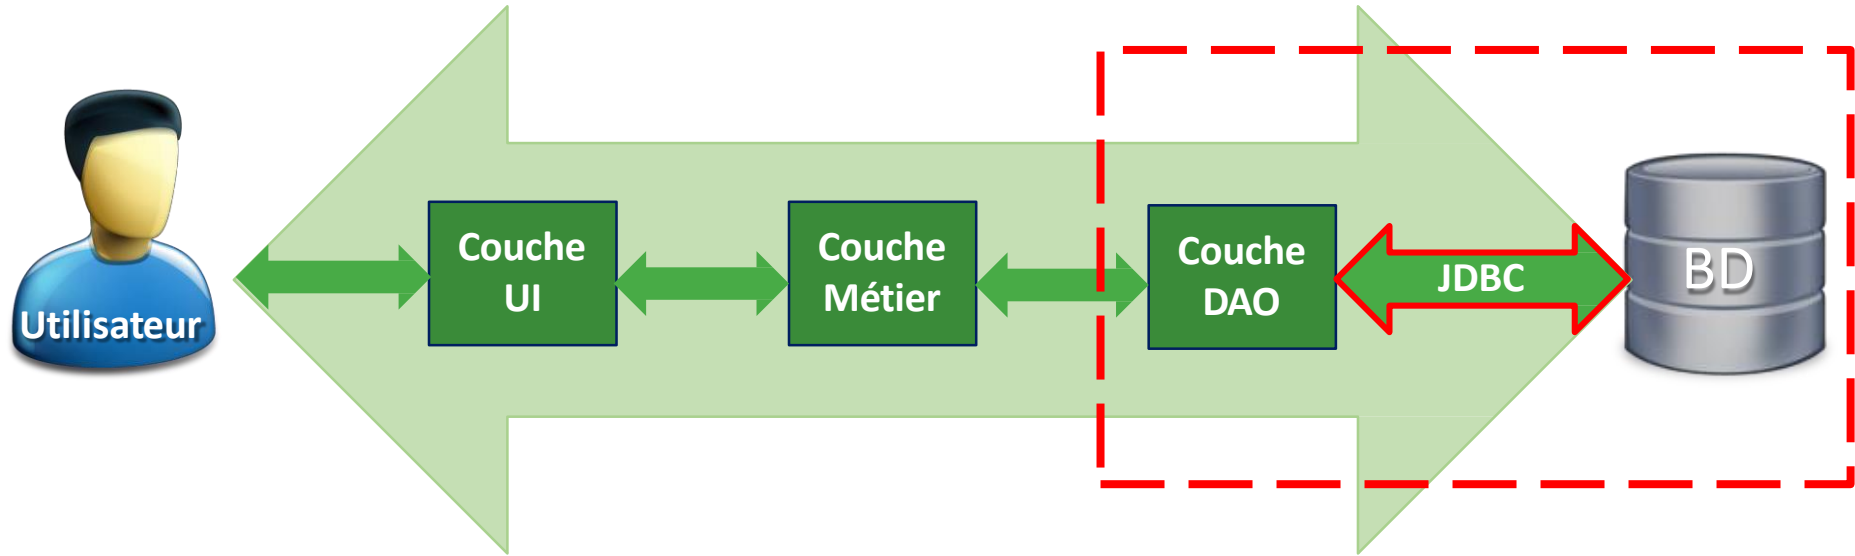 Utilisateur
Couche
UI
Couche
Métier
Couche
DAO
JDBC
BD